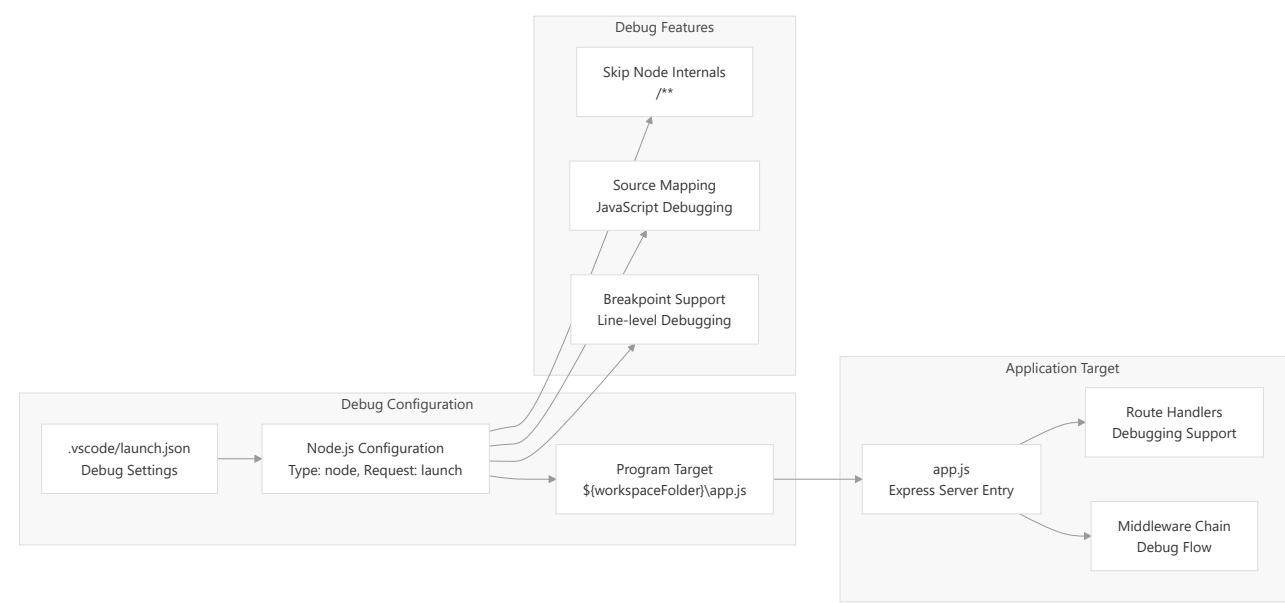 Debug Features
Skip Node Internals
/**
Source Mapping
JavaScript Debugging
Breakpoint Support
Line-level Debugging
Debug Configuration
.vscode/launch.json
Debug Settings
Node.js Configuration
Type: node, Request: launch
Program Target
${workspaceFolder}\app.js
Application Target
app.js
Express Server Entry
Route Handlers
Debugging Support
Middleware Chain
Debug Flow